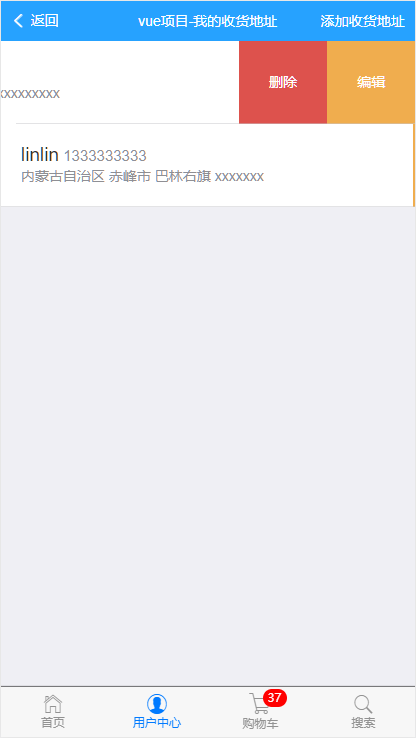 返回 vue项目-我的收货地址 添加收货地址
删除 编辑
xxxxxxxxx
linlin 1333333333
内蒙古自治区 赤峰市 巴林右旗 xxxxxxx
37
首页 用户中心 购物车 搜索